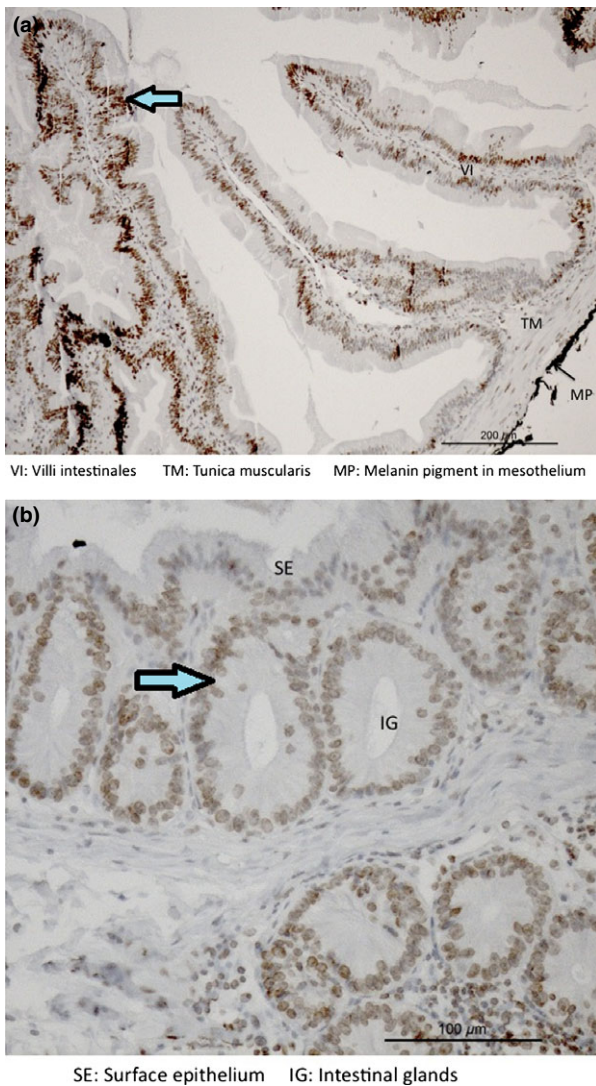 (a)
VI
TM
MP
200 µm
VI: Villi intestinales TM: Tunica muscularis MP: Melanin pigment in mesothelium
(b)
SE
IG
100 µm
SE: Surface epithelium IG: Intestinal glands